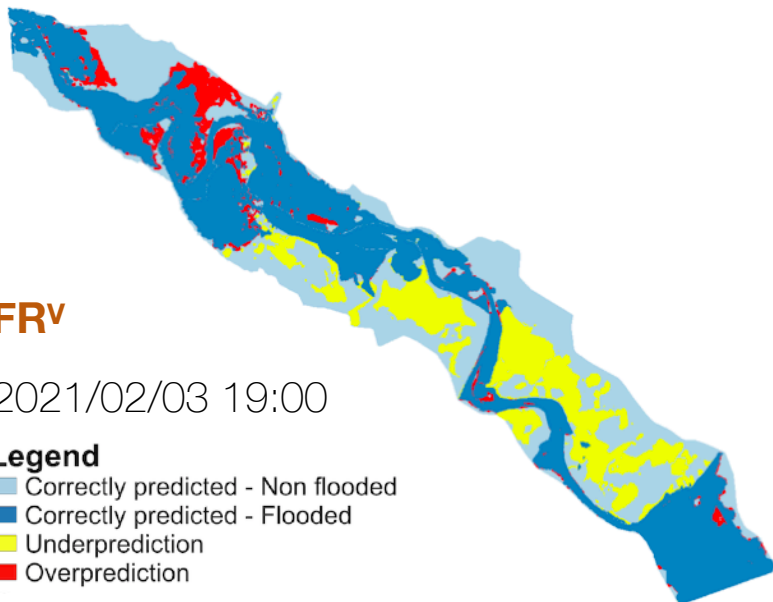 FRV
2021/02/03 19:00
Legend
Correctly predicted - Non flooded
Correctly predicted - Flooded
Underprediction
Overprediction